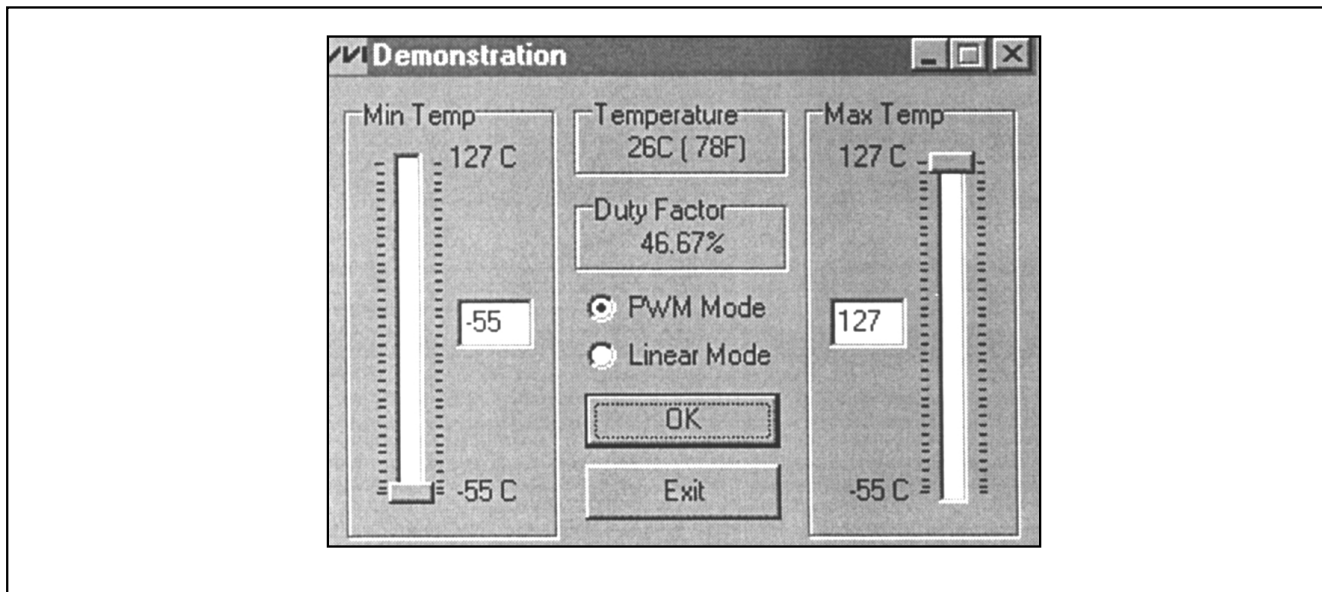 Demonstration
Min Temp
127 C
-55
-55 C
Temperature
26C ( 78F)
Duty Factor
46.67%
PWM Mode
Linear Mode
OK
Exit
Max Temp
127 C
127
-55 C